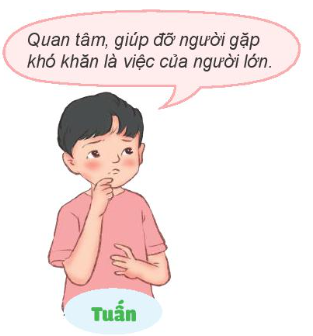 Quan tâm, giúp đỡ người gặp
khó khăn là việc của người lớn.
Tuấn